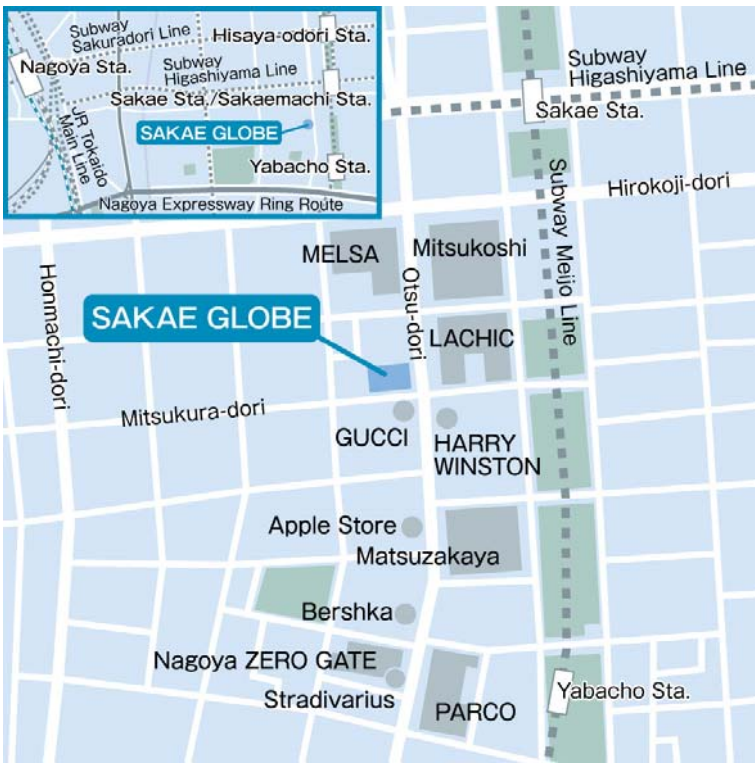 Subway
Sakuradori Line
Hisaya-odori Sta.
Nagoya Sta.
Subway
Higashiyama Line
Sakae Sta./Sakaemachi Sta.
SAKAE GLOBE
JR Tokaido
Main Line
Yabacho Sta.
Nagoya Expressway Ring Route
Subway
Higashiyama Line
Sakae Sta.
Hirokoji-dori
Subway Meijo Line
MELSA
Mitsukoshi
Honmachi-dori
Otsu-dori
SAKAE GLOBE
LACHIC
Mitsukura-dori
GUCCI
HARRY
WINSTON
Apple Store
Matsuzakaya
Bershka
Nagoya ZERO GATE
Stradivarius
PARCO
Yabacho Sta.